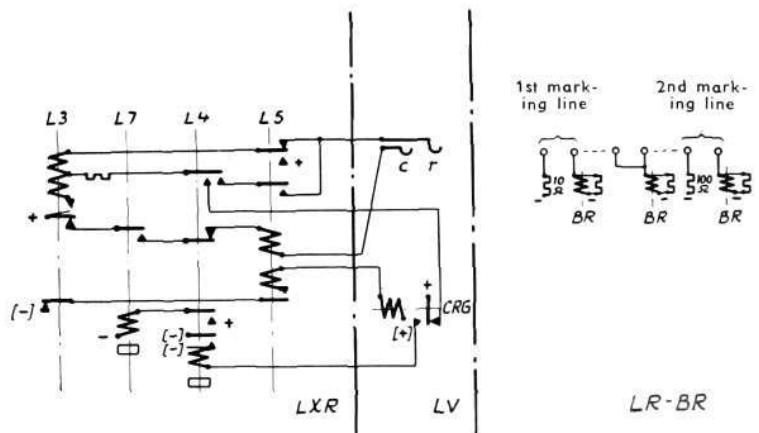 1st mark-
ing line
2nd mark-
ing line
L3 L7 L4 L5
+
c r
10 Ω
100 Ω
-
-
-
-
-
BR BR BR
+
+
[-]
-
[-]
[-]
+
[+]
CRG
LXR LV LR-BR